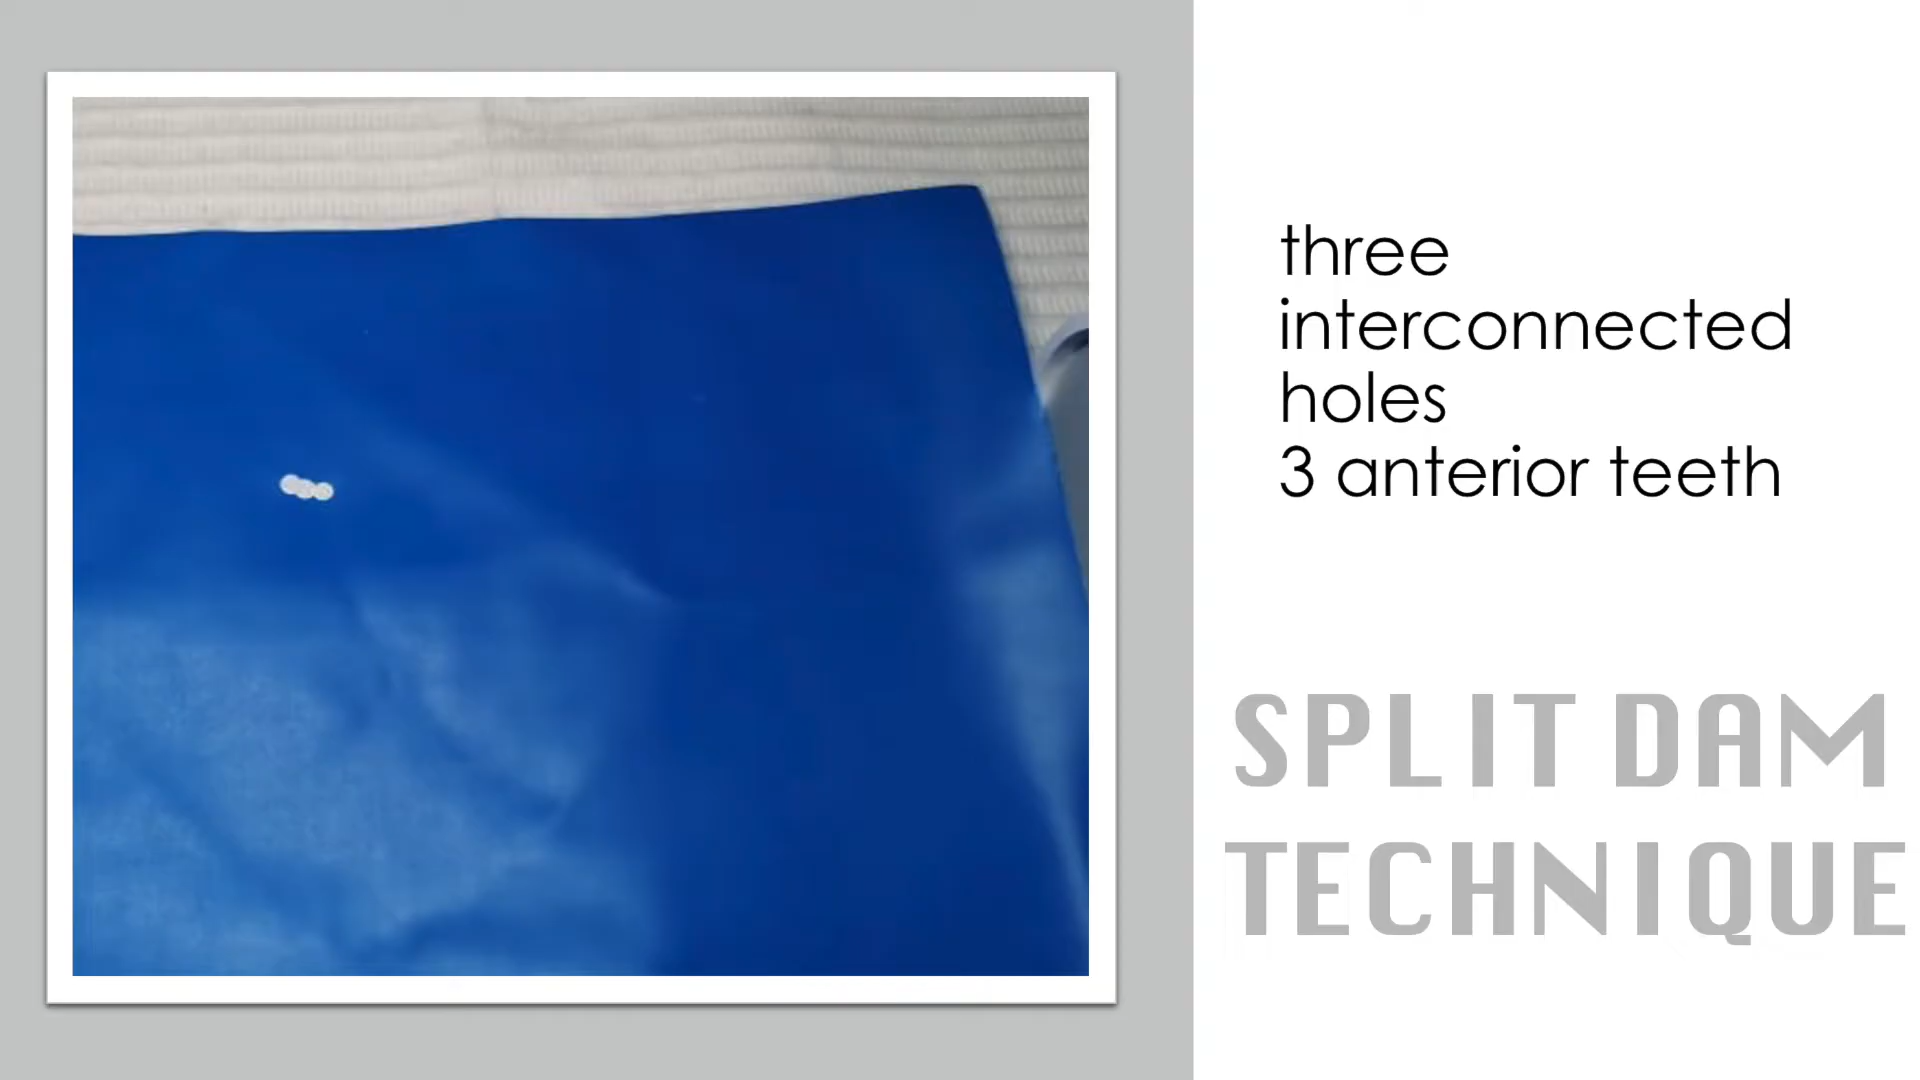 three
interconnected
holes
3 anterior teeth
SPLIT DAM
TECHNIQUE